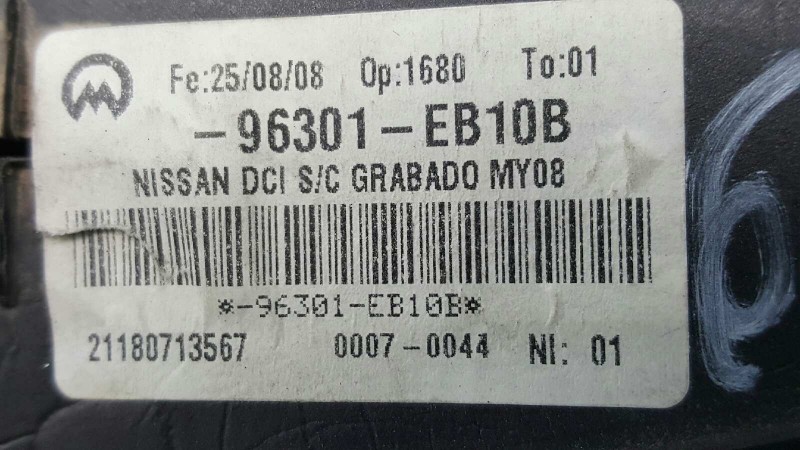 Fe:25/08/08 Op:1680 To:01
-96301-EB10B
NISSAN DCI S/C GRABADO MY08
*-96301-EB10B*
21180713567 0007-0044 NI: 01